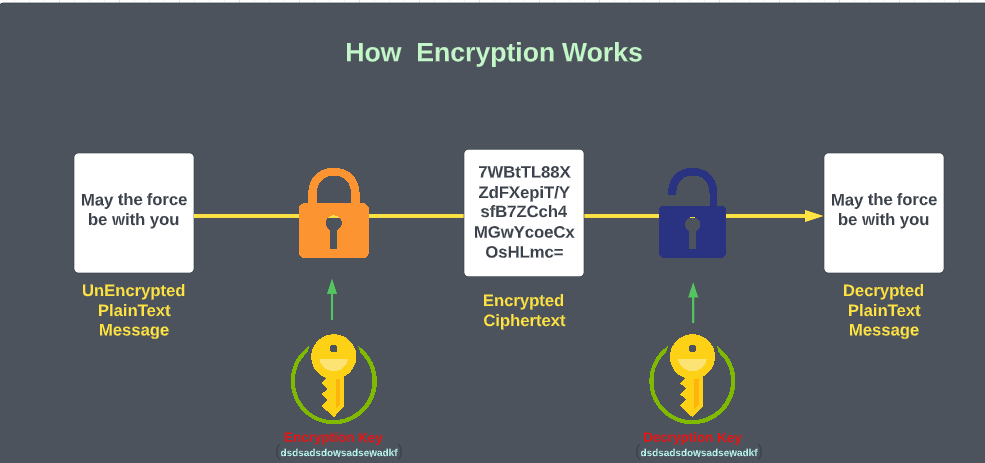 How Encryption Works
May the force
be with you
UnEncrypted
PlainText
Message
7WBtTL88X
ZdFXepiT/Y
sfB7ZCch4
MGwYcoeCx
OsHLmc=
Encrypted
Ciphertext
May the force
be with you
Decrypted
PlainText
Message
Encryption Key
(dsdsadsdowsadsewadkf)
Decryption Key
(dsdsadsdowsadsewadkf)